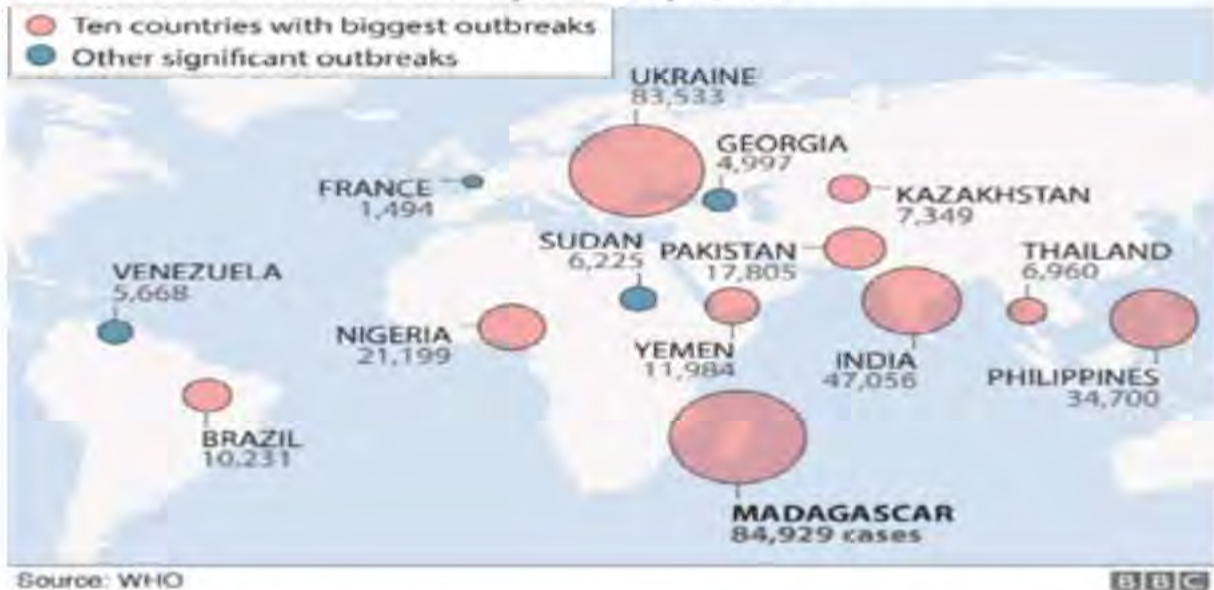 Ten countries with biggest outbreaks
Other significant outbreaks
UKRAINE
83,533
GEORGIA
4,997
FRANCE
1,494
KAZAKHSTAN
7,349
SUDAN
6,225
PAKISTAN
17,805
THAILAND
6,960
VENEZUELA
5,668
NIGERIA
21,199
YEMEN
11,984
INDIA
47,056
PHILIPPINES
34,700
BRAZIL
10,231
MADAGASCAR
84,929 cases
Source: WHO
BBC